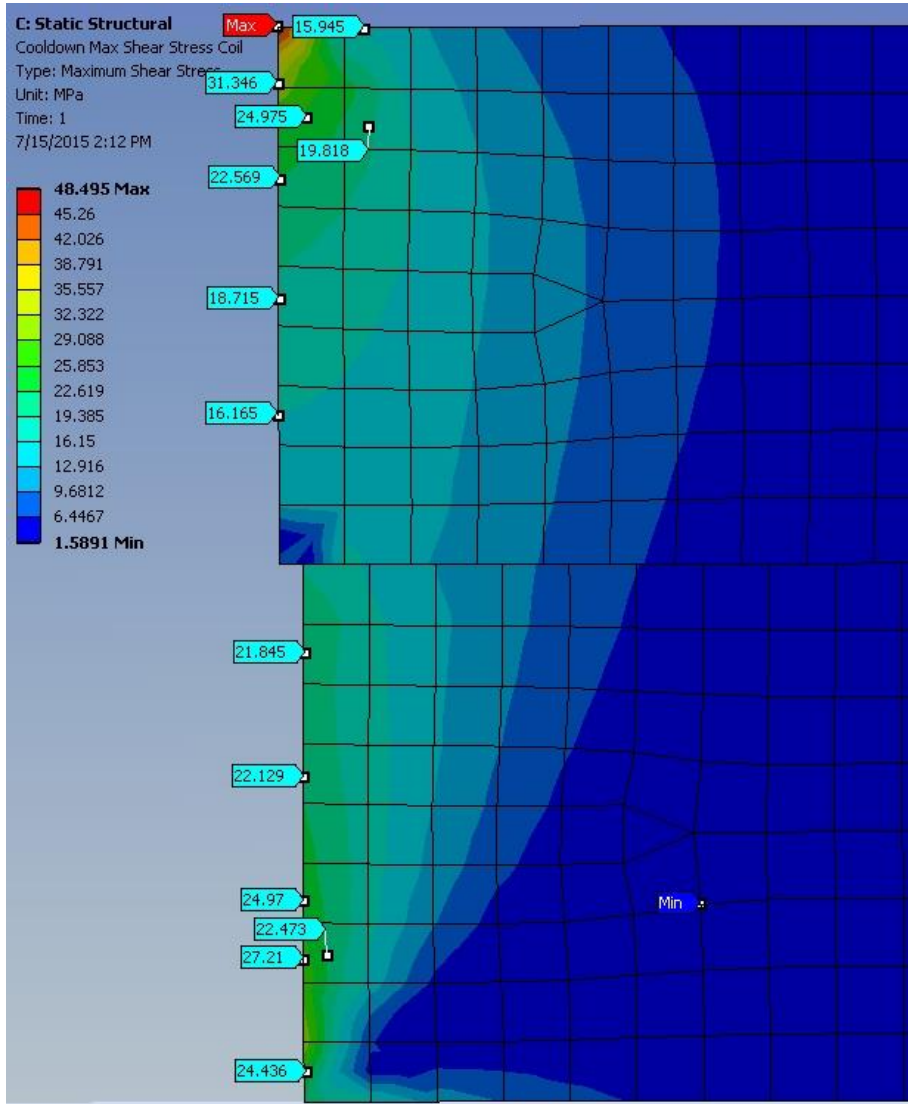 C: Static Structural
Cooldown Max Shear Stress Coil
Type: Maximum Shear Stress
Unit: MPa
Time: 1
7/15/2015 2:12 PM
48.495 Max
45.26
42.026
38.791
35.557
32.322
29.088
25.853
22.619
19.385
16.15
12.916
9.6812
6.4467
1.5891 Min
Max
15.945
31.346
24.975
19.818
22.569
18.715
16.165
21.845
22.129
24.97
Min
22.473
27.21
24.436